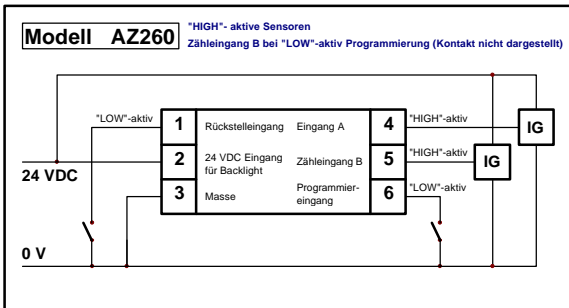 Modell AZ260
"HIGH"- aktive Sensoren
Zähleingang B bei "LOW"-aktiv Programmierung (Kontakt nicht dargestellt)
"LOW"-aktiv
1
Rückstelleingang
Eingang A
4
"HIGH"-aktiv
IG
24 VDC
2
24 VDC Eingang
für Backlight
Zähleingang B
5
"HIGH"-aktiv
IG
3
Masse
Programmier-
eingang
6
"LOW"-aktiv
0 V